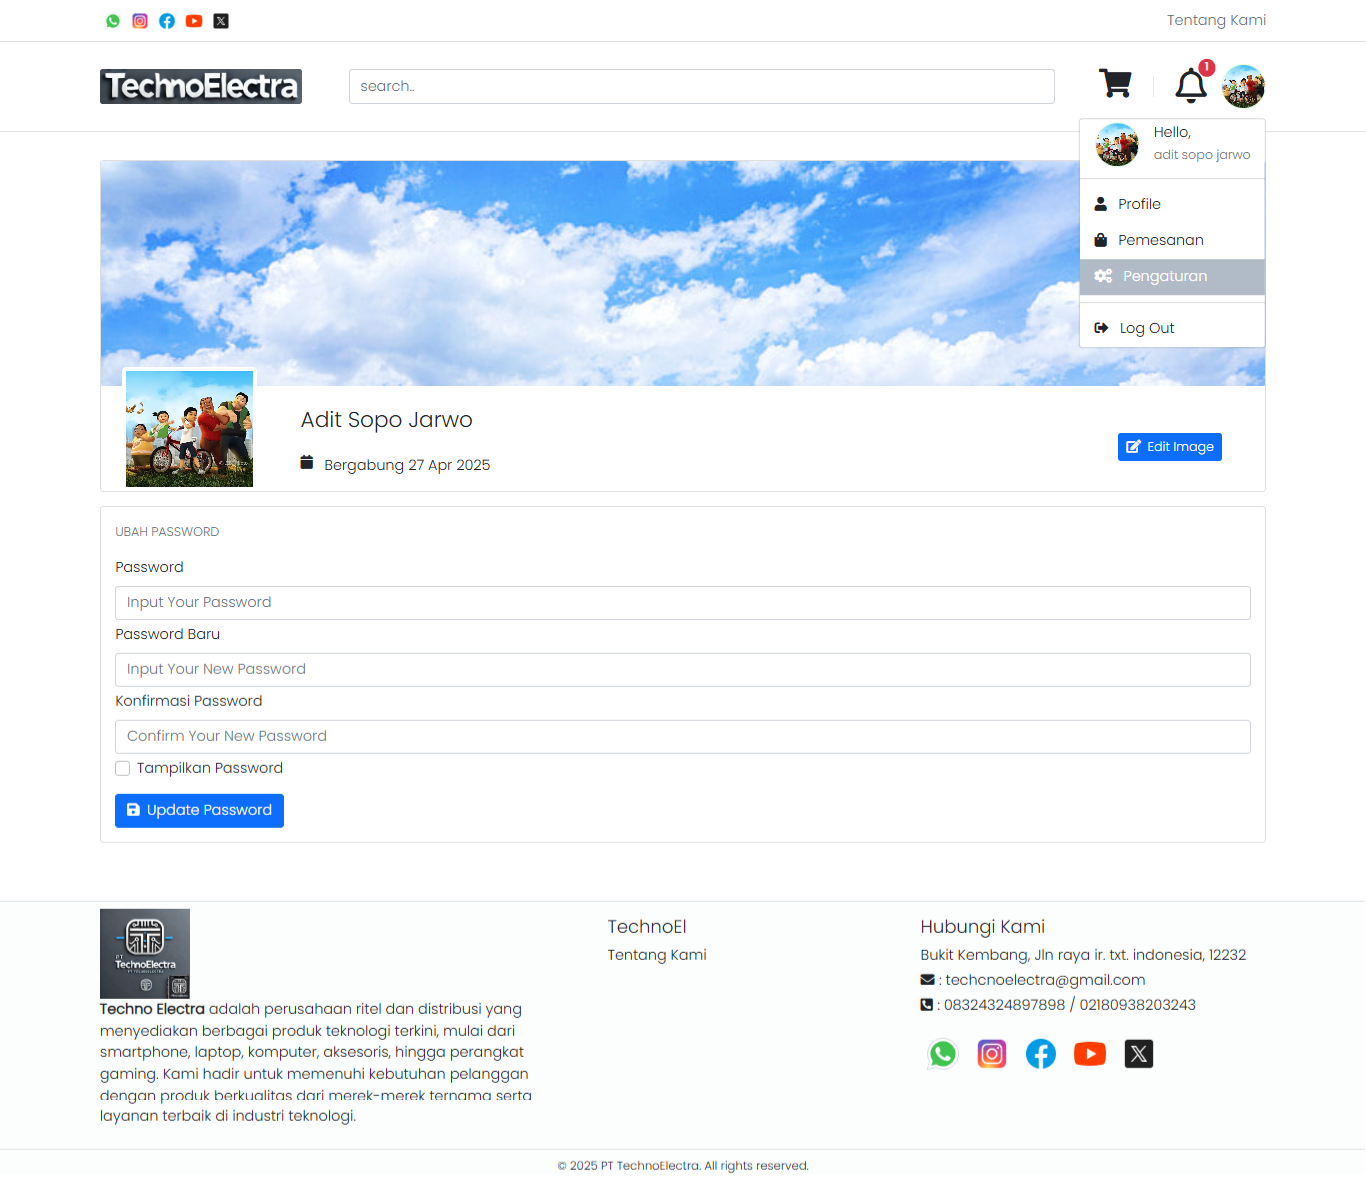 Tentang Kami
TechnoElectra
search..
1
Hello,
adit sopo jarwo
Profile
Pemesanan
Pengaturan
Log Out
Adit Sopo Jarwo
Bergabung 27 Apr 2025
Edit Image
UBAH PASSWORD
Password
Input Your Password
Password Baru
Input Your New Password
Konfirmasi Password
Confirm Your New Password
Tampilkan Password
Update Password
PT
TechnoElectra
PT TECHNOELECTRA
Techno Electra adalah perusahaan ritel dan distribusi yang
menyediakan berbagai produk teknologi terkini, mulai dari
smartphone, laptop, komputer, aksesoris, hingga perangkat
gaming. Kami hadir untuk memenuhi kebutuhan pelanggan
dengan produk berkualitas dari merek-merek ternama serta
layanan terbaik di industri teknologi.
TechnoEl
Tentang Kami
Hubungi Kami
Bukit Kembang, Jln raya ir. txt. indonesia, 12232
: techcnoelectra@gmail.com
: 08324324897898 / 02180938203243
© 2025 PT TechnoElectra. All rights reserved.